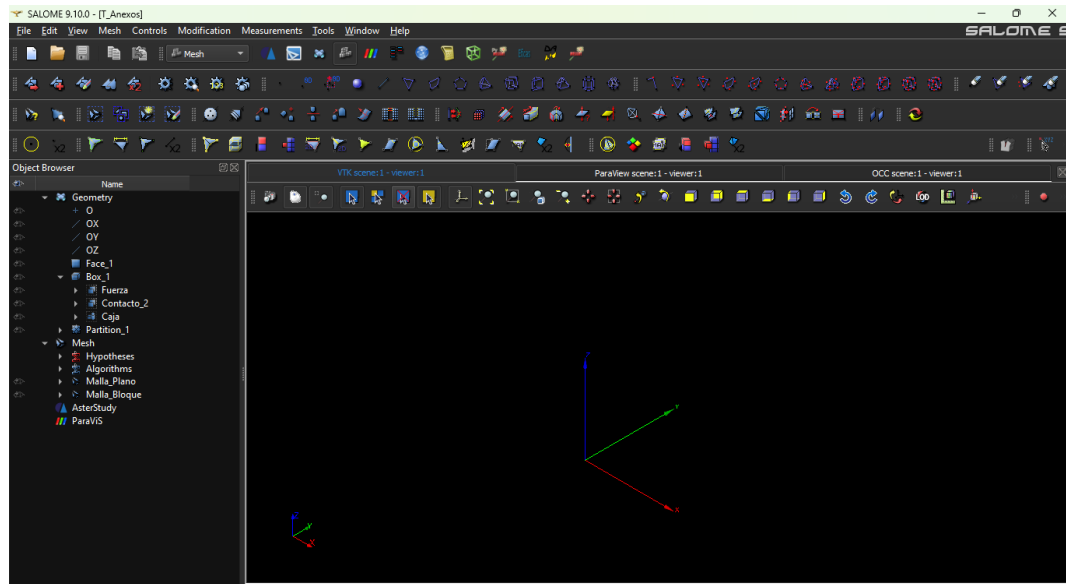 SALOME 9.10.0 - [T_Anexos]
File Edit View Mesh Controls Modification Measurements Tools Window Help
SALOME 9
Mesh
Object Browser
VTK scene:1 - viewer:1
ParaView scene:1 - viewer:1
OCC scene:1 - viewer:1
Name
Geometry
O
OX
OY
OZ
Face_1
Box_1
Fuerza
Contacto_2
Caja
Partition_1
Mesh
Hypotheses
Algorithms
Malla_Plano
Malla_Bloque
AsterStudy
ParaViS
Z
Y
X
Z
Y
X